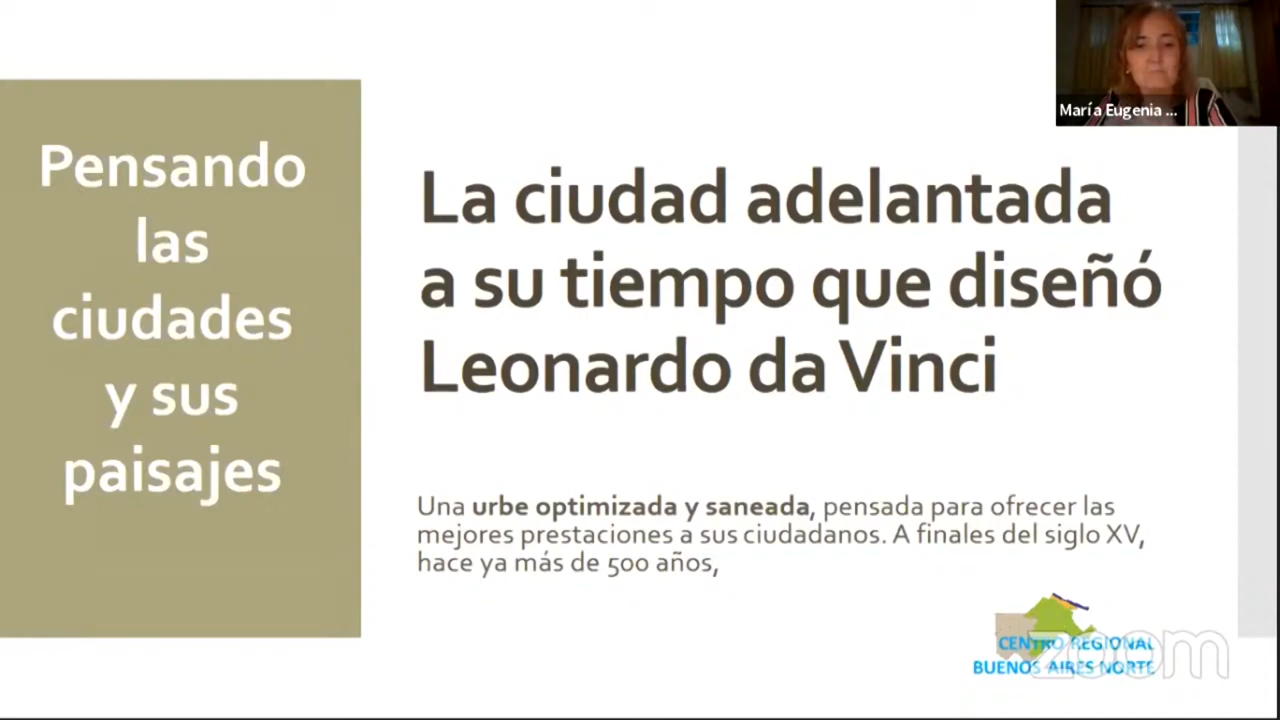 María Eugenia ...
Pensando
las
ciudades
y sus
paisajes
La ciudad adelantada
a su tiempo que diseñó
Leonardo da Vinci
Una urbe optimizada y saneada, pensada para ofrecer las
mejores prestaciones a sus ciudadanos. A finales del siglo XV,
hace ya más de 500 años,
CENTRO REGIONAL
BUENOS AIRES NORTE
zoom